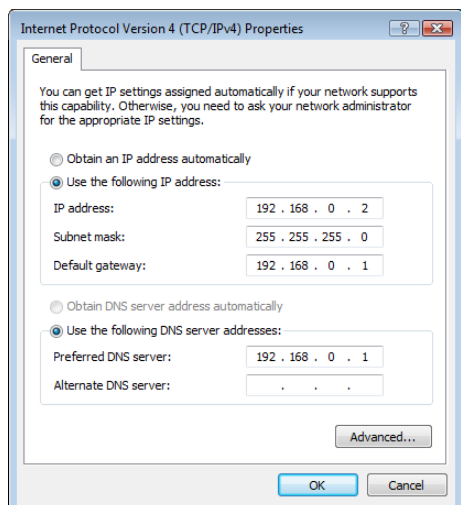 Internet Protocol Version 4 (TCP/IPv4) Properties
General
You can get IP settings assigned automatically if your network supports
this capability. Otherwise, you need to ask your network administrator
for the appropriate IP settings.
Obtain an IP address automatically
Use the following IP address:
IP address: 192 . 168 . 0 . 2
Subnet mask: 255 . 255 . 255 . 0
Default gateway: 192 . 168 . 0 . 1
Obtain DNS server address automatically
Use the following DNS server addresses:
Preferred DNS server: 192 . 168 . 0 . 1
Alternate DNS server: . . .
Advanced...
OK Cancel